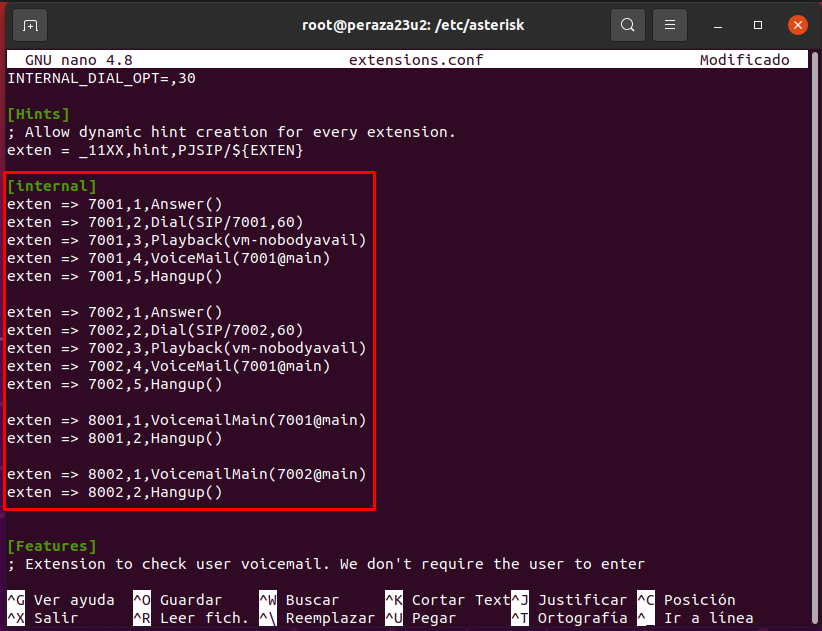 root@peraza23u2: /etc/asterisk
GNU nano 4.8 extensions.conf Modificado
INTERNAL_DIAL_OPT=,30
[Hints]
; Allow dynamic hint creation for every extension.
exten = _11XX,hint,PJSIP/${EXTEN}
[internal]
exten => 7001,1,Answer()
exten => 7001,2,Dial(SIP/7001,60)
exten => 7001,3,Playback(vm-nobodyavail)
exten => 7001,4,VoiceMail(7001@main)
exten => 7001,5,Hangup()
exten => 7002,1,Answer()
exten => 7002,2,Dial(SIP/7002,60)
exten => 7002,3,Playback(vm-nobodyavail)
exten => 7002,4,VoiceMail(7001@main)
exten => 7002,5,Hangup()
exten => 8001,1,VoicemailMain(7001@main)
exten => 8001,2,Hangup()
exten => 8002,1,VoicemailMain(7002@main)
exten => 8002,2,Hangup()
[Features]
; Extension to check user voicemail. We don't require the user to enter
^G Ver ayuda ^O Guardar ^W Buscar ^K Cortar Text^J Justificar ^C Posición
^X Salir ^R Leer fich. ^\ Reemplazar ^U Pegar ^T Ortografía ^_ Ir a línea